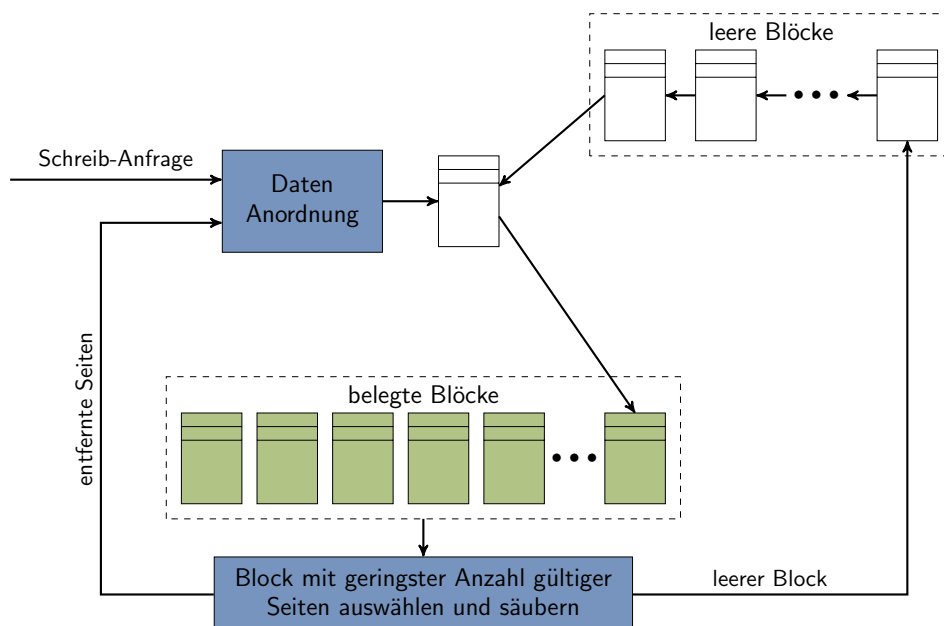 leere Blöcke
Schreib-Anfrage
Daten
Anordnung
entfernte Seiten
belegte Blöcke
Block mit geringster Anzahl gültiger
Seiten auswählen und säubern
leerer Block